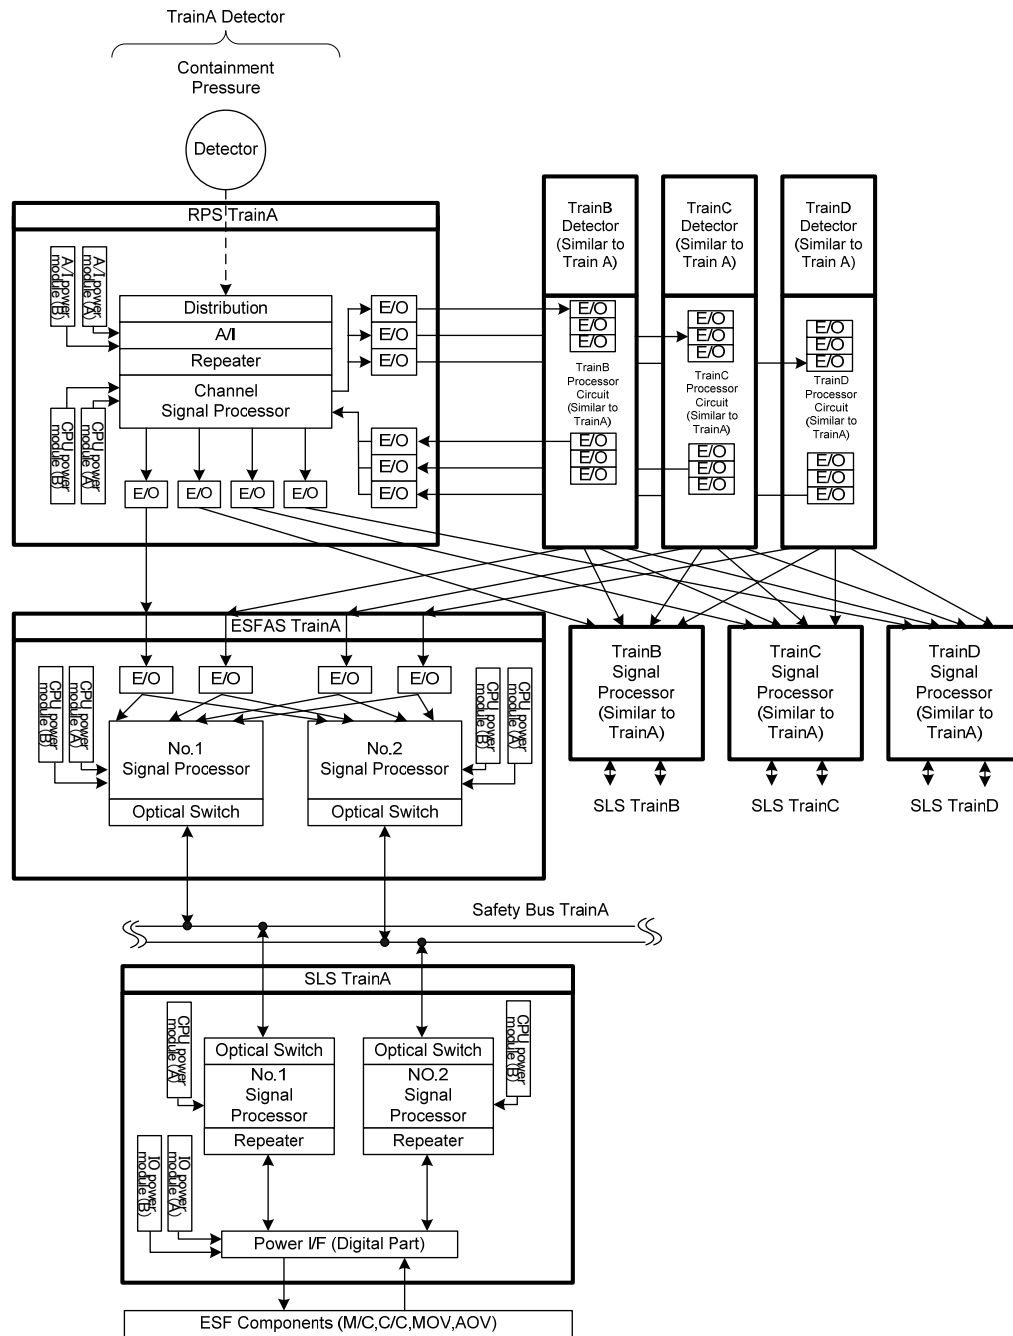 TrainA Detector
Containment
Pressure
Detector
RPS TrainA
A/I power
module (B)
A/I power
module (A)
Distribution
A/I
Repeater
Channel
Signal Processor
CPU power
module (B)
CPU power
module (A)
E/O
E/O
E/O
E/O
E/O
E/O
E/O
E/O
E/O
E/O
TrainB
Detector
(Similar to
Train A)
E/O
E/O
E/O
TrainB
Processor
Circuit
(Similar to
TrainA)
E/O
E/O
E/O
TrainC
Detector
(Similar to
Train A)
E/O
E/O
E/O
TrainC
Processor
Circuit
(Similar to
TrainA)
E/O
E/O
E/O
TrainD
Detector
(Similar to
Train A)
E/O
E/O
E/O
TrainD
Processor
Circuit
(Similar to
TrainA)
E/O
E/O
E/O
ESFAS TrainA
E/O
E/O
E/O
E/O
CPU power
module (B)
CPU power
module (A)
No.1
Signal Processor
Optical Switch
No.2
Signal Processor
Optical Switch
CPU power
module (B)
CPU power
module (A)
TrainB
Signal
Processor
(Similar to
TrainA)
SLS TrainB
TrainC
Signal
Processor
(Similar to
TrainA)
SLS TrainC
TrainD
Signal
Processor
(Similar to
TrainA)
SLS TrainD
Safety Bus TrainA
SLS TrainA
CPU power
module (A)
Optical Switch
No.1
Signal
Processor
Repeater
Optical Switch
NO.2
Signal
Processor
Repeater
CPU power
module (B)
IO power
module (B)
IO power
module (A)
Power I/F (Digital Part)
ESF Components (M/C,C/C,MOV,AOV)